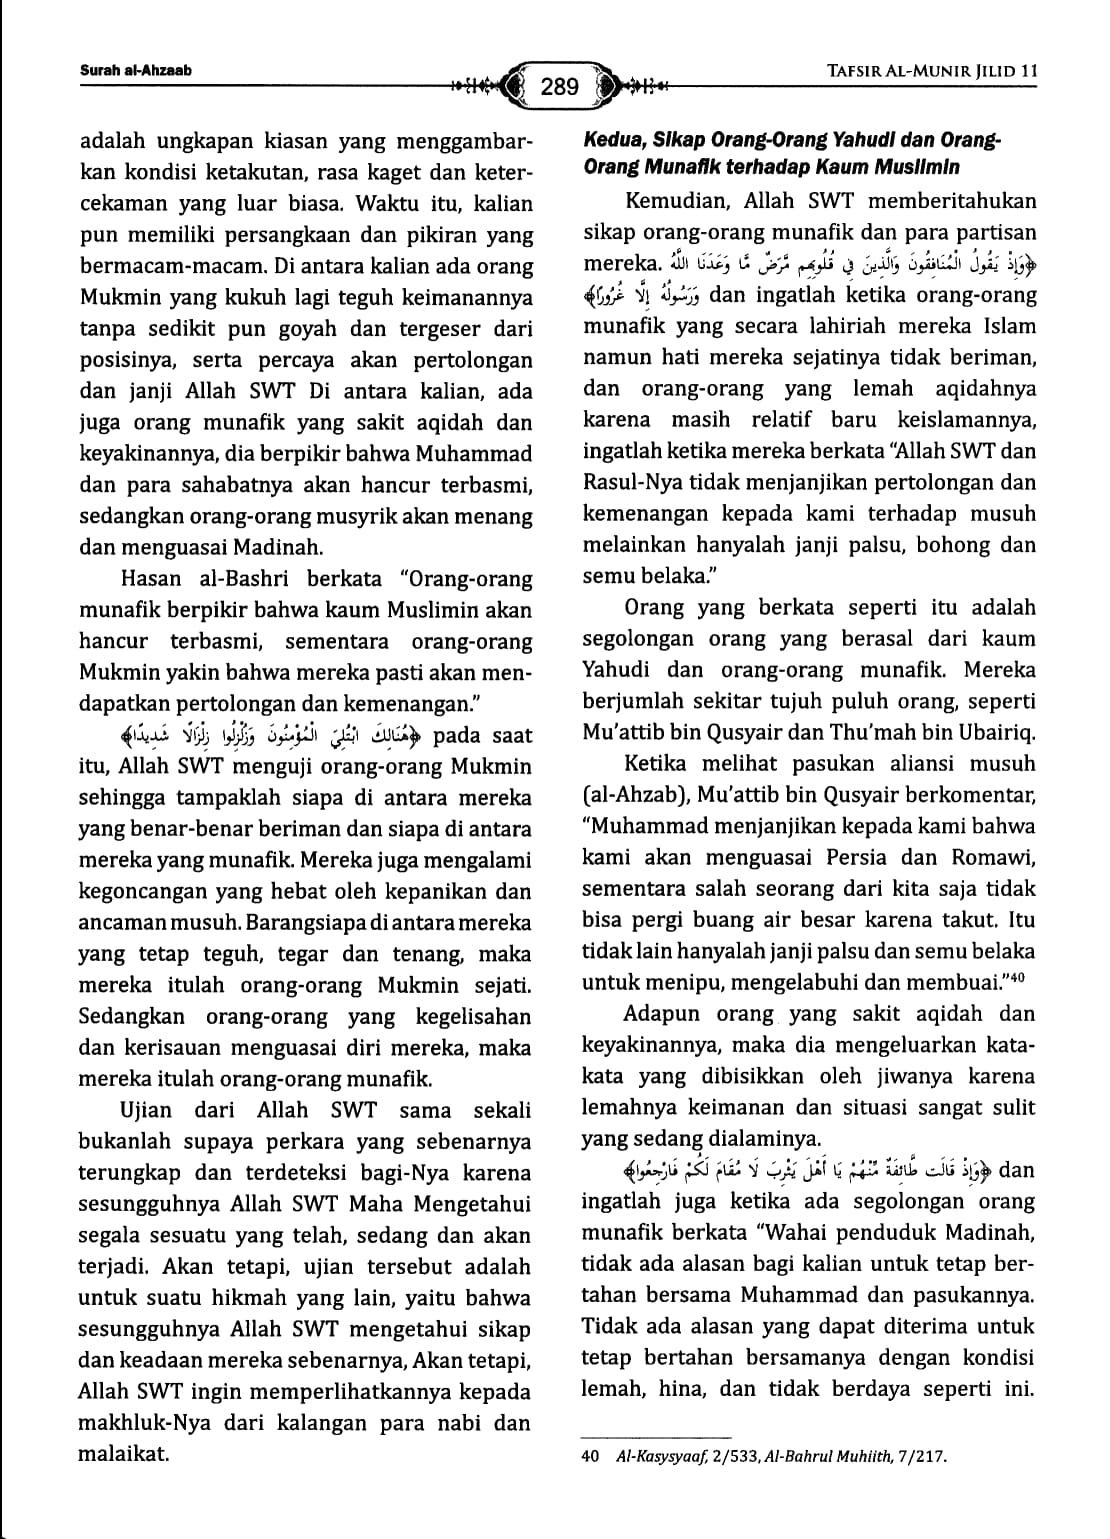 Surah al-Ahzaab
289
TAFSIR AL-MUNIR JILID 11
adalah ungkapan kiasan yang menggambar-
kan kondisi ketakutan, rasa kaget dan keter-
cekaman yang luar biasa. Waktu itu, kalian
pun memiliki persangkaan dan pikiran yang
bermacam-macam. Di antara kalian ada orang
Mukmin yang kukuh lagi teguh keimanannya
tanpa sedikit pun goyah dan tergeser dari
posisinya, serta percaya akan pertolongan
dan janji Allah SWT Di antara kalian, ada
juga orang munafik yang sakit aqidah dan
keyakinannya, dia berpikir bahwa Muhammad
dan para sahabatnya akan hancur terbasmi,
sedangkan orang-orang musyrik akan menang
dan menguasai Madinah.
Hasan al-Bashri berkata “Orang-orang
munafik berpikir bahwa kaum Muslimin akan
hancur terbasmi, sementara orang-orang
Mukmin yakin bahwa mereka pasti akan men-
dapatkan pertolongan dan kemenangan.”
﴿هُنَالِكَ ابْتُلِيَ الْمُؤْمِنُونَ وَزُلْزِلُوا زِلْزَالًا شَدِيدًا﴾ pada saat
itu, Allah SWT menguji orang-orang Mukmin
sehingga tampaklah siapa di antara mereka
yang benar-benar beriman dan siapa di antara
mereka yang munafik. Mereka juga mengalami
kegoncangan yang hebat oleh kepanikan dan
ancaman musuh. Barangsiapa di antara mereka
yang tetap teguh, tegar dan tenang, maka
mereka itulah orang-orang Mukmin sejati.
Sedangkan orang-orang yang kegelisahan
dan kerisauan menguasai diri mereka, maka
mereka itulah orang-orang munafik.
Ujian dari Allah SWT sama sekali
bukanlah supaya perkara yang sebenarnya
terungkap dan terdeteksi bagi-Nya karena
sesungguhnya Allah SWT Maha Mengetahui
segala sesuatu yang telah, sedang dan akan
terjadi. Akan tetapi, ujian tersebut adalah
untuk suatu hikmah yang lain, yaitu bahwa
sesungguhnya Allah SWT mengetahui sikap
dan keadaan mereka sebenarnya, Akan tetapi,
Allah SWT ingin memperlihatkannya kepada
makhluk-Nya dari kalangan para nabi dan
malaikat.
Kedua, Sikap Orang-Orang Yahudi dan Orang-
Orang Munafik terhadap Kaum Muslimin
Kemudian, Allah SWT memberitahukan
sikap orang-orang munafik dan para partisan
mereka. ﴿وَإِذْ يَقُولُ الْمُنَافِقُونَ وَالَّذِينَ فِي قُلُوبِهِم مَّرَضٌ مَّا وَعَدَنَا اللَّهُ
وَرَسُولُهُ إِلَّا غُرُورًا﴾ dan ingatlah ketika orang-orang
munafik yang secara lahiriah mereka Islam
namun hati mereka sejatinya tidak beriman,
dan orang-orang yang lemah aqidahnya
karena masih relatif baru keislamannya,
ingatlah ketika mereka berkata “Allah SWT dan
Rasul-Nya tidak menjanjikan pertolongan dan
kemenangan kepada kami terhadap musuh
melainkan hanyalah janji palsu, bohong dan
semu belaka.”
Orang yang berkata seperti itu adalah
segolongan orang yang berasal dari kaum
Yahudi dan orang-orang munafik. Mereka
berjumlah sekitar tujuh puluh orang, seperti
Mu’attib bin Qusyair dan Thu’mah bin Ubairiq.
Ketika melihat pasukan aliansi musuh
(al-Ahzab), Mu’attib bin Qusyair berkomentar,
“Muhammad menjanjikan kepada kami bahwa
kami akan menguasai Persia dan Romawi,
sementara salah seorang dari kita saja tidak
bisa pergi buang air besar karena takut. Itu
tidak lain hanyalah janji palsu dan semu belaka
untuk menipu, mengelabuhi dan membuai.”40
Adapun orang yang sakit aqidah dan
keyakinannya, maka dia mengeluarkan kata-
kata yang dibisikkan oleh jiwanya karena
lemahnya keimanan dan situasi sangat sulit
yang sedang dialaminya.
﴿وَإِذْ قَالَت طَّائِفَةٌ مِّنْهُمْ يَا أَهْلَ يَثْرِبَ لَا مُقَامَ لَكُمْ فَارْجِعُوا﴾ dan
ingatlah juga ketika ada segolongan orang
munafik berkata “Wahai penduduk Madinah,
tidak ada alasan bagi kalian untuk tetap ber-
tahan bersama Muhammad dan pasukannya.
Tidak ada alasan yang dapat diterima untuk
tetap bertahan bersamanya dengan kondisi
lemah, hina, dan tidak berdaya seperti ini.
40 Al-Kasysyaaf, 2/533, Al-Bahrul Muhiith, 7/217.